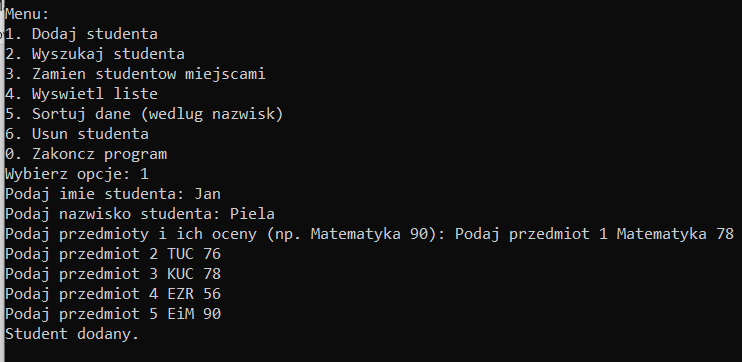 Menu:
1. Dodaj studenta
2. Wyszukaj studenta
3. Zamien studentow miejscami
4. Wyswietl liste
5. Sortuj dane (wedlug nazwisk)
6. Usun studenta
0. Zakoncz program
Wybierz opcje: 1
Podaj imie studenta: Jan
Podaj nazwisko studenta: Piela
Podaj przedmioty i ich oceny (np. Matematyka 90): Podaj przedmiot 1 Matematyka 78
Podaj przedmiot 2 TUC 76
Podaj przedmiot 3 KUC 78
Podaj przedmiot 4 EZR 56
Podaj przedmiot 5 EiM 90
Student dodany.